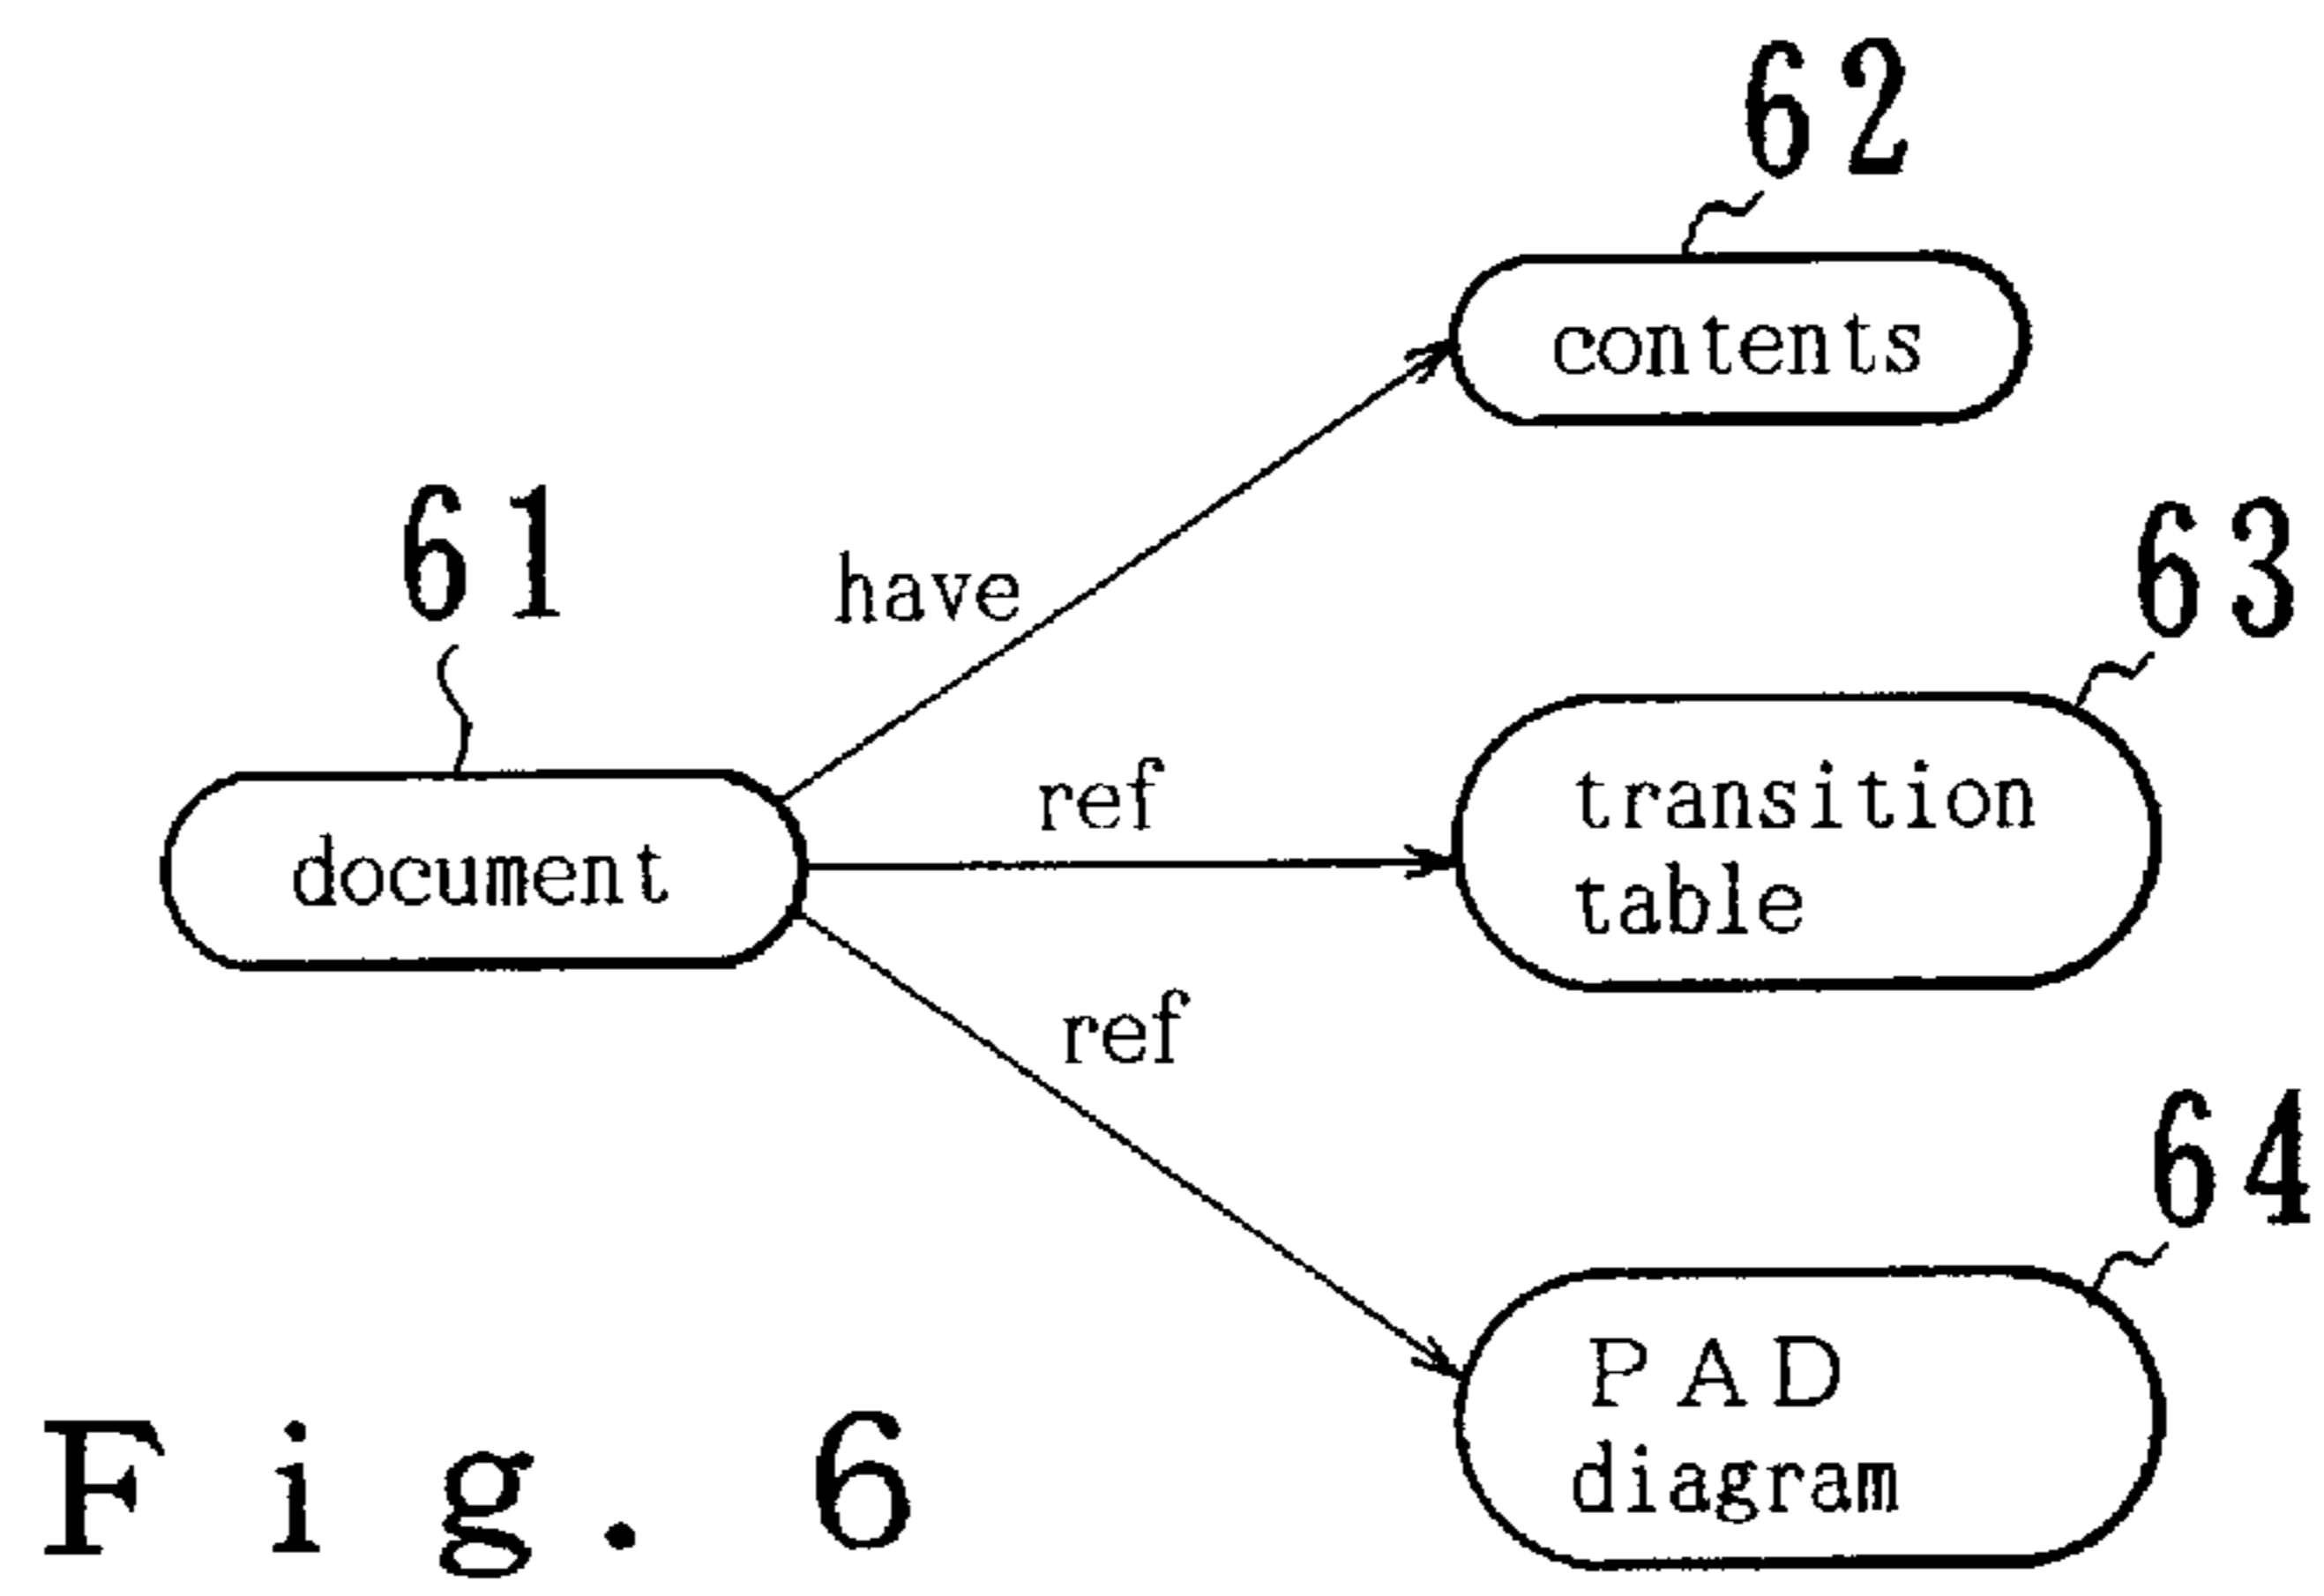 62
contents
61
have
63
ref
transition
table
document
ref
64
PAD
diagram
Fig. 6